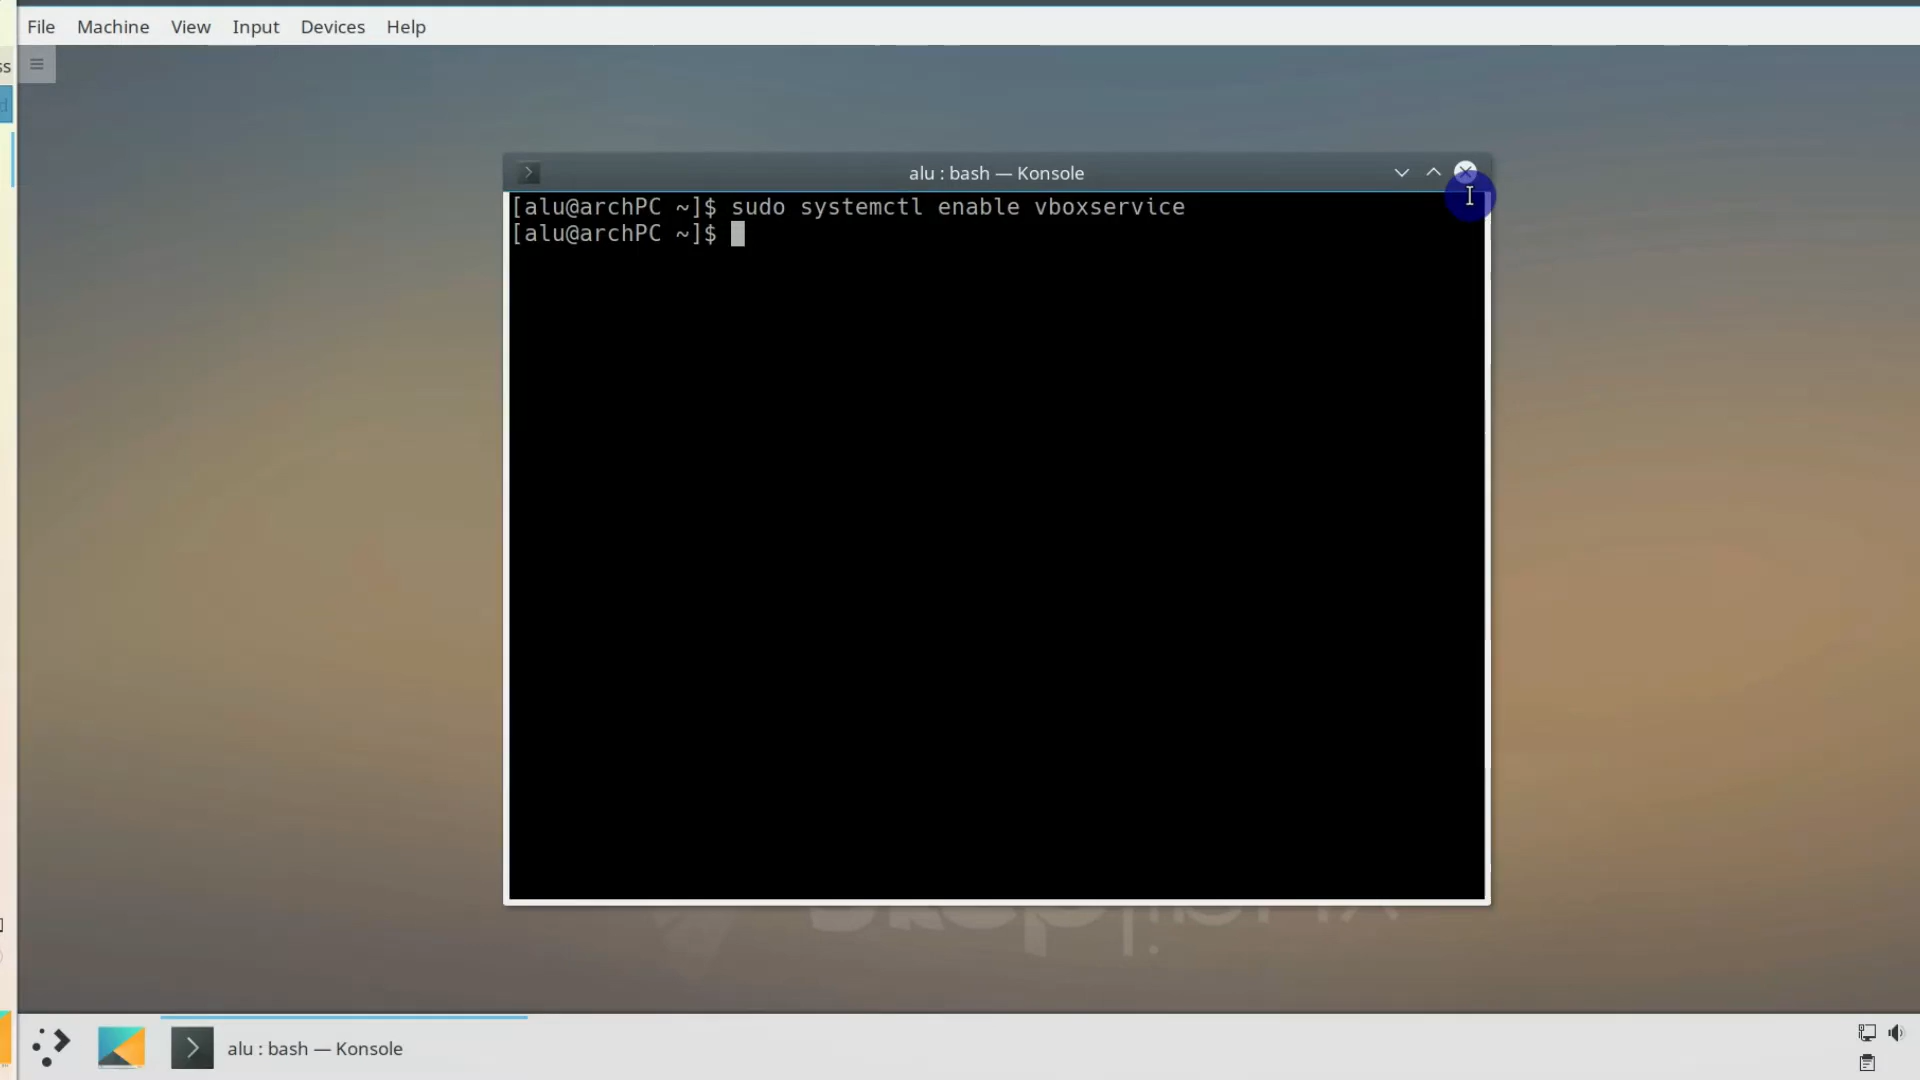 File Machine View Input Devices Help
ss
alu : bash — Konsole
[alu@archPC ~]$ sudo systemctl enable vboxservice
[alu@archPC ~]$
alu : bash — Konsole